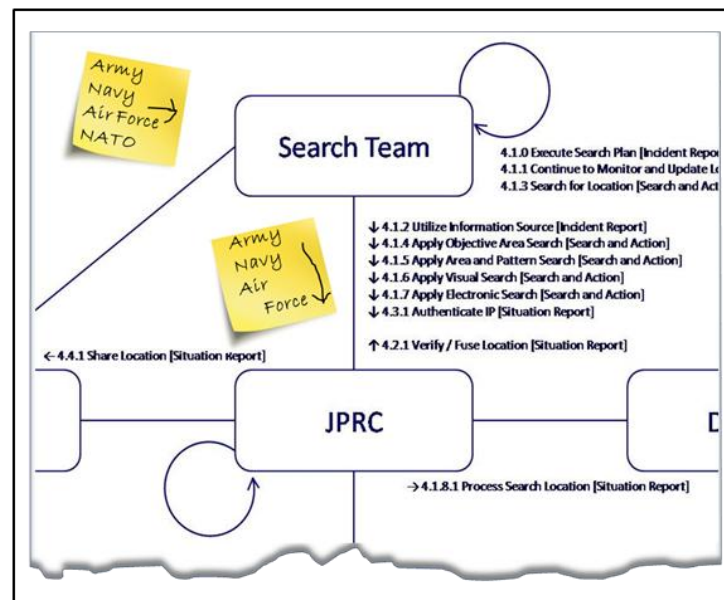 Army
Navy
Air Force →
NATO
Search Team
4.1.0 Execute Search Plan [Incident
4.1.1 Continue to Monitor and Update
4.1.3 Search for Location [Search and
Army
Navy
Air
Force
↓ 4.1.2 Utilize Information Source [Incident Report]
↓ 4.1.4 Apply Objective Area Search [Search and Action]
↓ 4.1.5 Apply Area and Pattern Search [Search and Action]
↓ 4.1.6 Apply Visual Search [Search and Action]
↓ 4.1.7 Apply Electronic Search [Search and Action]
↓ 4.3.1 Authenticate IP [Situation Report]
↑ 4.2.1 Verify / Fuse Location [Situation Report]
← 4.4.1 Share Location [Situation Report]
JPRC
D
→ 4.1.8.1 Process Search Location [Situation Report]